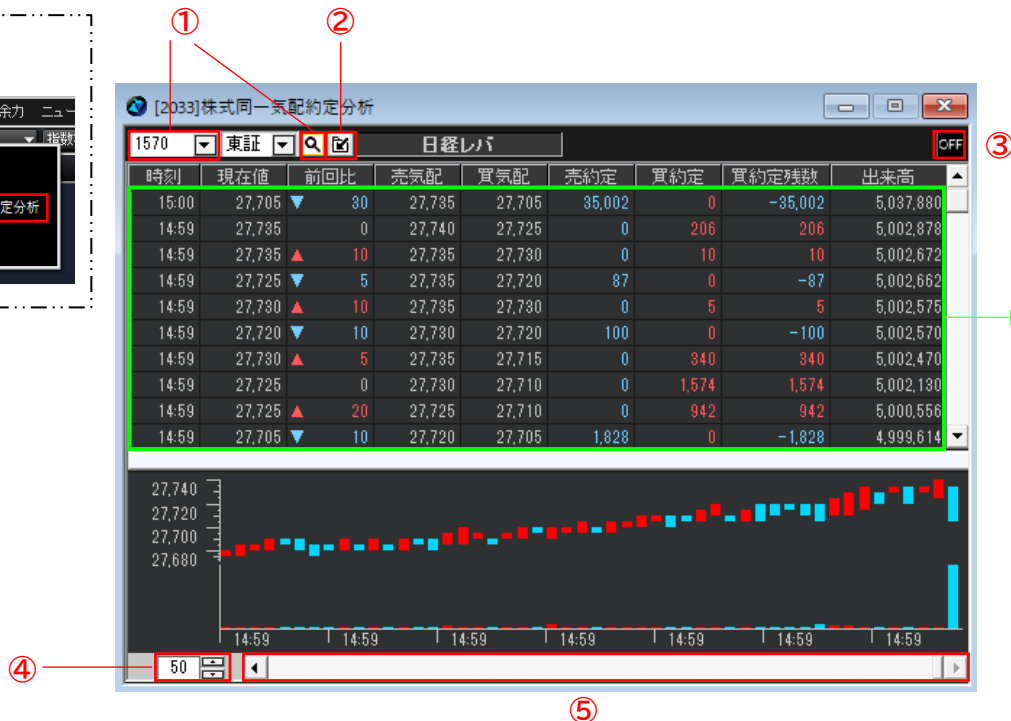 ① ②
余力 ニュー
指数
定分析
[2033]株式同一気配約定分析
1570 東証 日経レバ OFF ③
時刻 現在値 前回比 売気配 買気配 売約定 買約定 買約定残数 出来高
15:00 27,705 ▼ 30 27,735 27,705 35,002 0 -35,002 5,037,880
14:59 27,735 0 27,740 27,725 0 206 206 5,002,878
14:59 27,735 ▲ 10 27,735 27,730 0 10 10 5,002,672
14:59 27,725 ▼ 5 27,735 27,720 87 0 -87 5,002,662
14:59 27,730 ▲ 10 27,735 27,730 0 5 5 5,002,575
14:59 27,720 ▼ 10 27,730 27,720 100 0 -100 5,002,570
14:59 27,730 ▲ 5 27,735 27,715 0 340 340 5,002,470
14:59 27,725 0 27,730 27,710 0 1,574 1,574 5,002,130
14:59 27,725 ▲ 20 27,725 27,710 0 942 942 5,000,556
14:59 27,705 ▼ 10 27,720 27,705 1,828 0 -1,828 4,999,614
27,740
27,720
27,700
27,680
14:59 14:59 14:59 14:59 14:59 14:59 14:59
④ 50
⑤